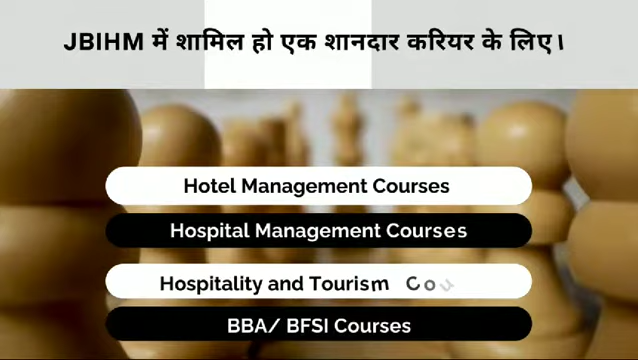 JBIHM में शामिल हो एक शानदार करियर के लिए।
Hotel Management Courses
Hospital Management Courses
Hospitality and Tourism
BBA/ BFSI Courses